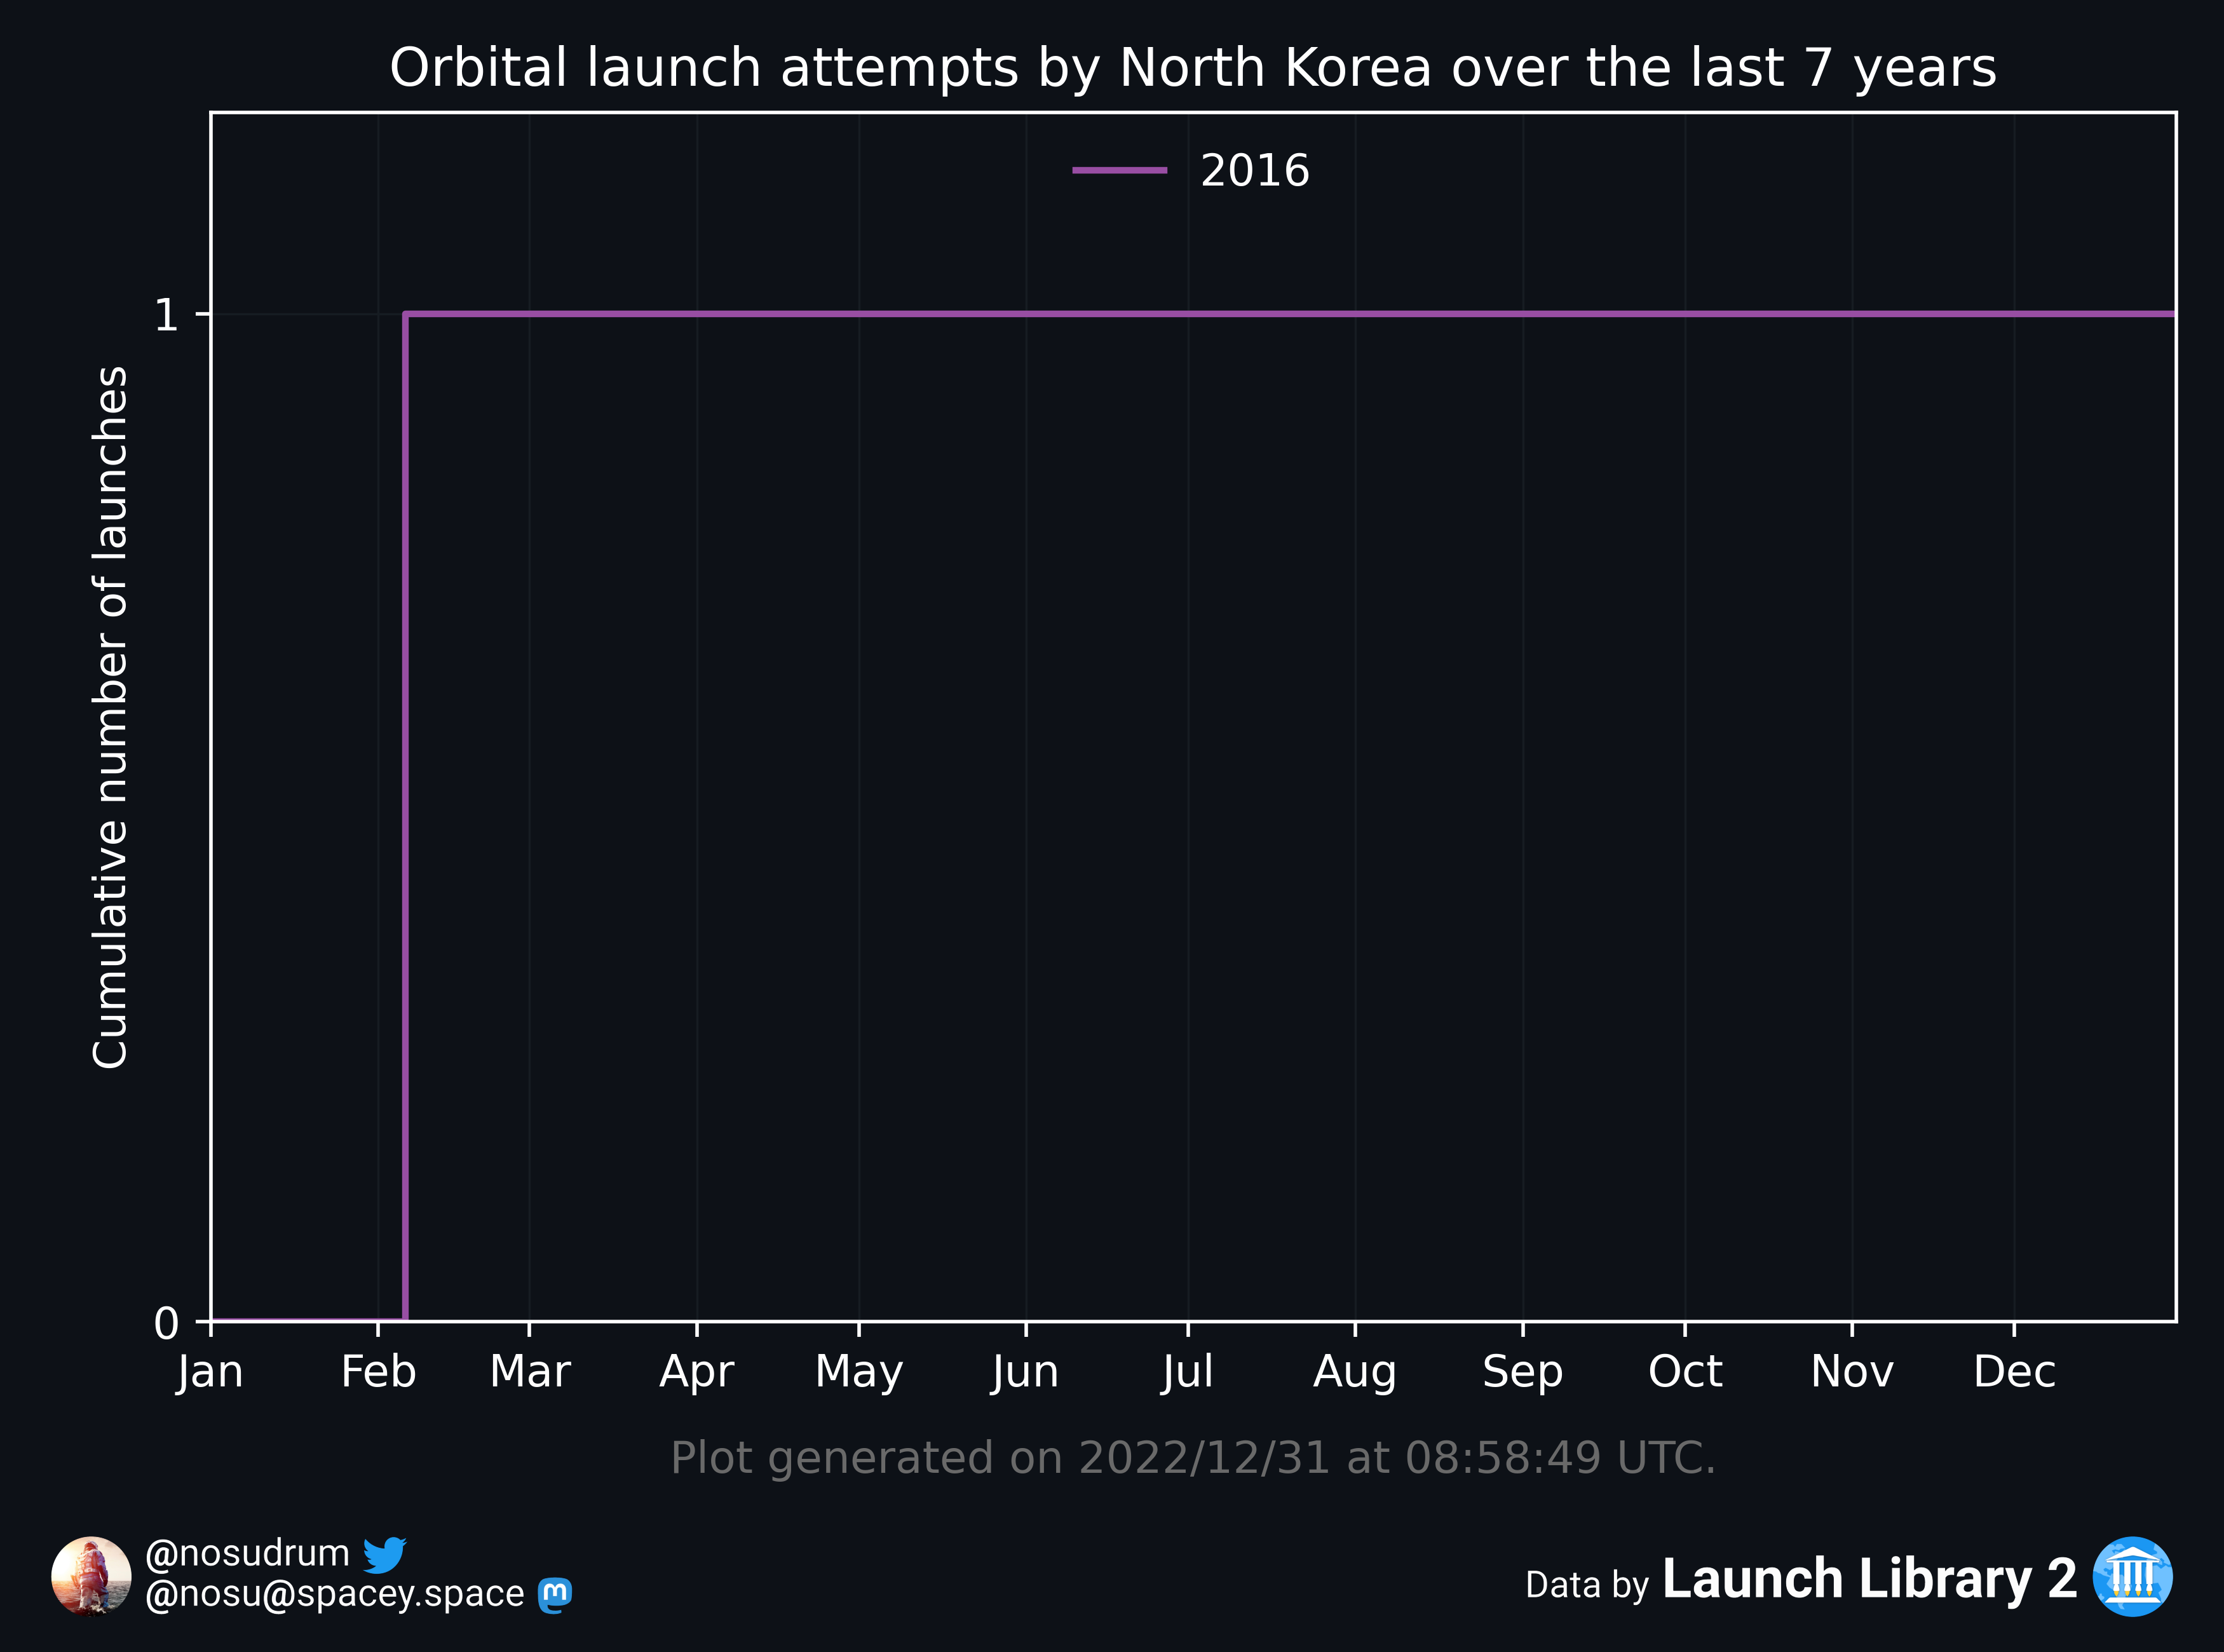 Orbital launch attempts by North Korea over the last 7 years
2016
1
Cumulative number of launches
0
Jan Feb Mar Apr May Jun Jul Aug Sep Oct Nov Dec
Plot generated on 2022/12/31 at 08:58:49 UTC.
@nosudrum
@nosu@spacey.space
Data by Launch Library 2